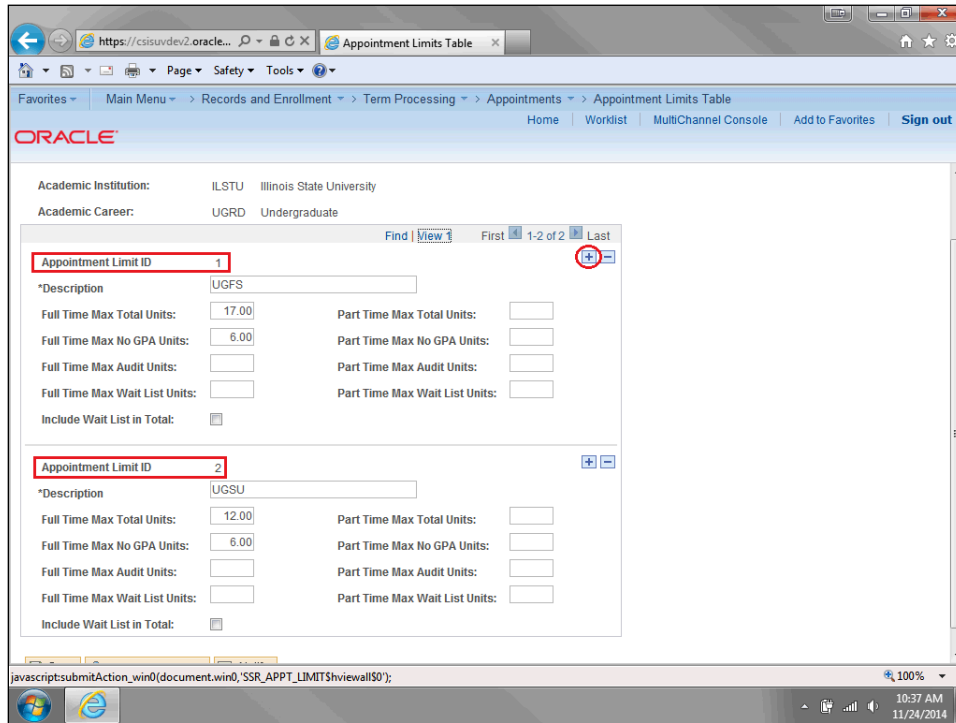 https://csisuvdev2.oracle...
Appointment Limits Table
Page Safety Tools
Favorites Main Menu > Records and Enrollment > Term Processing > Appointments > Appointment Limits Table
Home Worklist MultiChannel Console Add to Favorites Sign out
ORACLE
Academic Institution: ILSTU Illinois State University
Academic Career: UGRD Undergraduate
Find | View 1 First 1-2 of 2 Last
Appointment Limit ID 1
*Description UGFS
Full Time Max Total Units: 17.00 Part Time Max Total Units:
Full Time Max No GPA Units: 6.00 Part Time Max No GPA Units:
Full Time Max Audit Units: Part Time Max Audit Units:
Full Time Max Wait List Units: Part Time Max Wait List Units:
Include Wait List in Total:
Appointment Limit ID 2
*Description UGSU
Full Time Max Total Units: 12.00 Part Time Max Total Units:
Full Time Max No GPA Units: 6.00 Part Time Max No GPA Units:
Full Time Max Audit Units: Part Time Max Audit Units:
Full Time Max Wait List Units: Part Time Max Wait List Units:
Include Wait List in Total:
javascript:submitAction_win0(document.win0,'SSR_APPT_LIMIT$hviewall$0');
100%
10:37 AM
11/24/2014